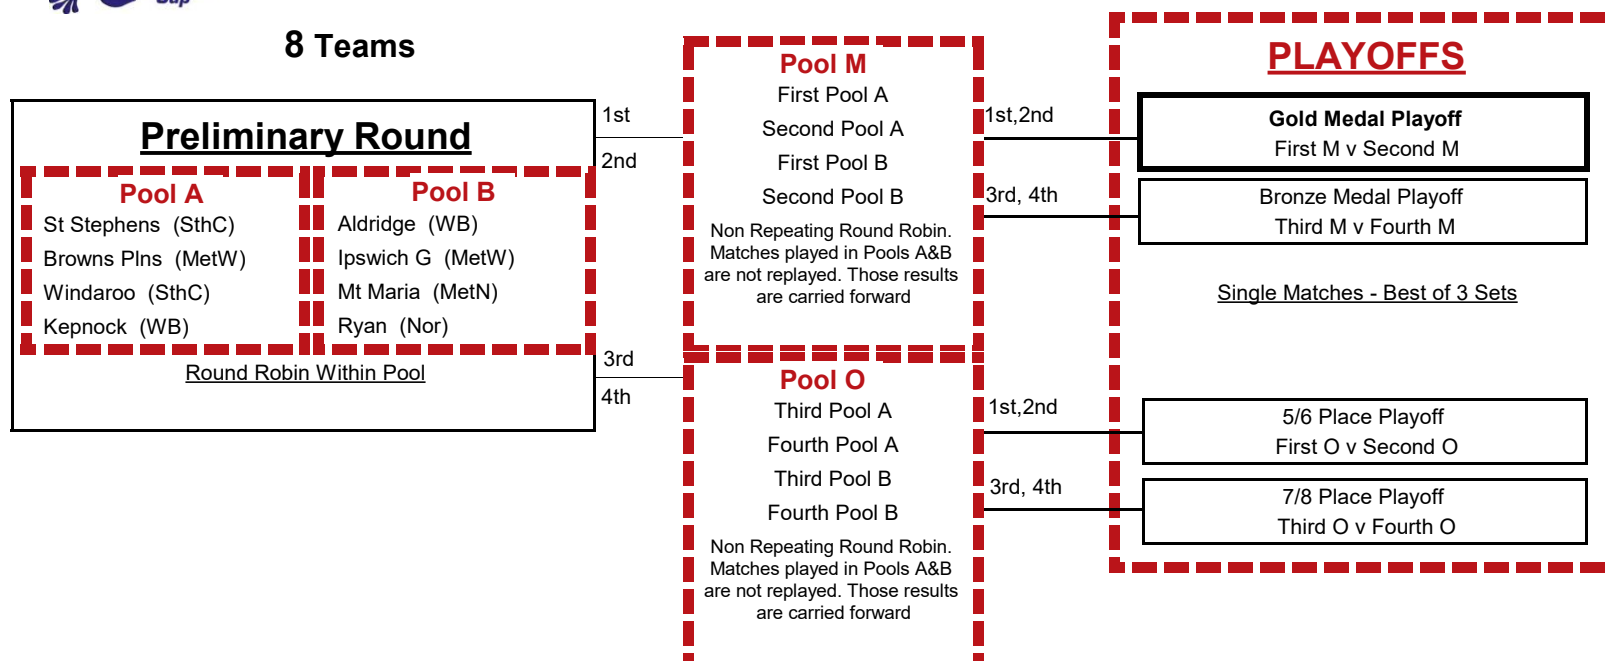 Cup
8 Teams
Preliminary Round
Pool A
St Stephens (SthC)
Browns Plns (MetW)
Windaroo (SthC)
Kepnock (WB)
Pool B
Aldridge (WB)
Ipswich G (MetW)
Mt Maria (MetN)
Ryan (Nor)
Round Robin Within Pool
1st
2nd
3rd
4th
Pool M
First Pool A
Second Pool A
First Pool B
Second Pool B
Non Repeating Round Robin.
Matches played in Pools A&B
are not replayed. Those results
are carried forward
Pool O
Third Pool A
Fourth Pool A
Third Pool B
Fourth Pool B
Non Repeating Round Robin.
Matches played in Pools A&B
are not replayed. Those results
are carried forward
1st,2nd
3rd, 4th
1st,2nd
3rd, 4th
PLAYOFFS
Gold Medal Playoff
First M v Second M
Bronze Medal Playoff
Third M v Fourth M
Single Matches - Best of 3 Sets
5/6 Place Playoff
First O v Second O
7/8 Place Playoff
Third O v Fourth O